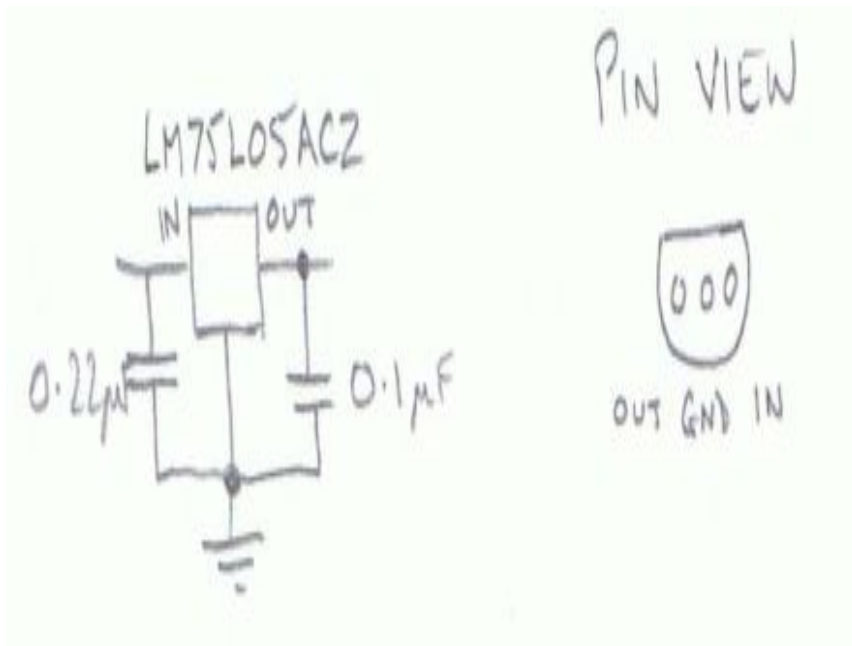 PIN VIEW
LM75L05ACZ
IN OUT
0.22µF
0.1µF
OUT GND IN